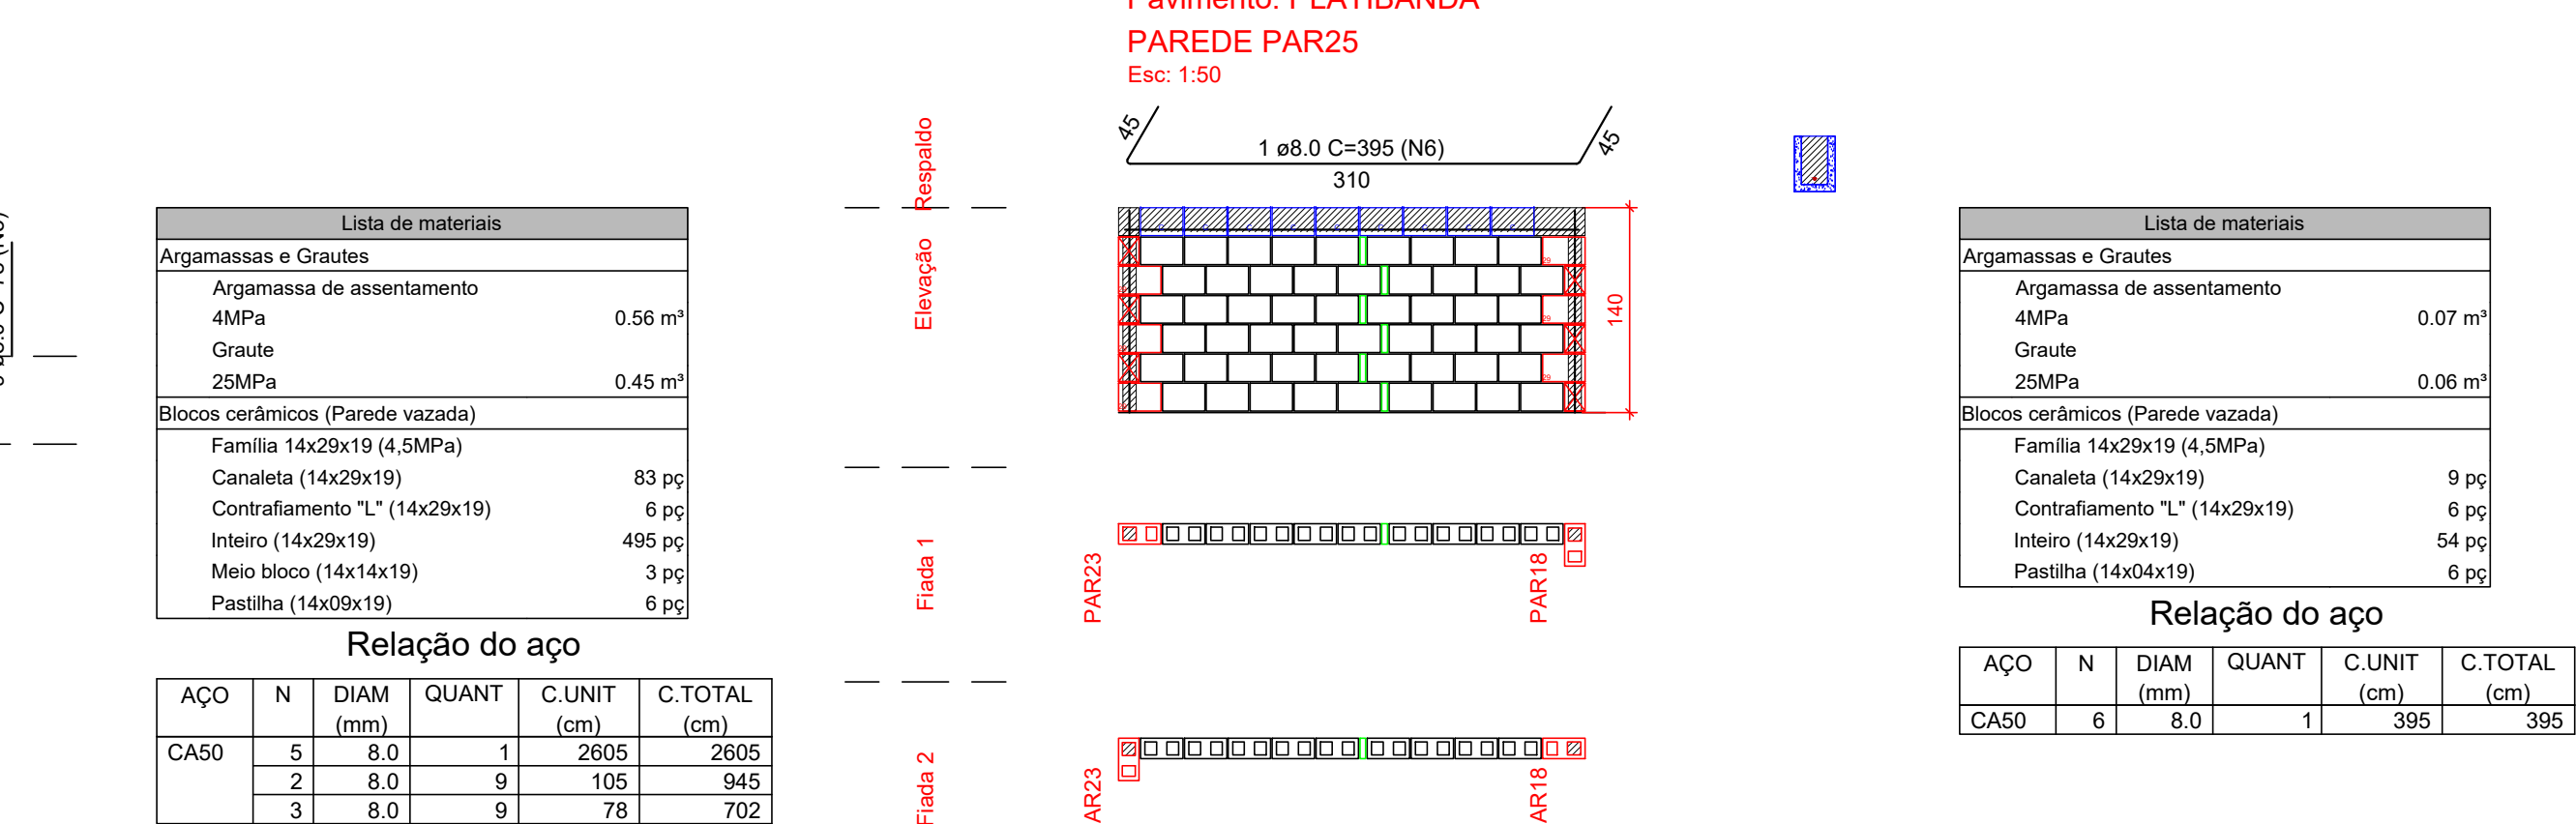 PAREDE PAR25
Esc: 1:50
45
1 ø8.0 C=395 (N6)
45
310
Respaldo
Elevação
140
29
29
29
Fiada 1
PAR23
PAR18
Fiada 2
AR23
AR18
Lista de materiais
Argamassas e Grautes
Argamassa de assentamento
4MPa 0.56 m³
Graute
25MPa 0.45 m³
Blocos cerâmicos (Parede vazada)
Família 14x29x19 (4,5MPa)
Canaleta (14x29x19) 83 pç
Contrafiamento "L" (14x29x19) 6 pç
Inteiro (14x29x19) 495 pç
Meio bloco (14x14x19) 3 pç
Pastilha (14x09x19) 6 pç
Relação do aço
AÇO N DIAM QUANT C.UNIT C.TOTAL
(mm) (cm) (cm)
CA50 5 8.0 1 2605 2605
2 8.0 9 105 945
3 8.0 9 78 702
Lista de materiais
Argamassas e Grautes
Argamassa de assentamento
4MPa 0.07 m³
Graute
25MPa 0.06 m³
Blocos cerâmicos (Parede vazada)
Família 14x29x19 (4,5MPa)
Canaleta (14x29x19) 9 pç
Contrafiamento "L" (14x29x19) 6 pç
Inteiro (14x29x19) 54 pç
Pastilha (14x04x19) 6 pç
Relação do aço
AÇO N DIAM QUANT C.UNIT C.TOTAL
(mm) (cm) (cm)
CA50 6 8.0 1 395 395